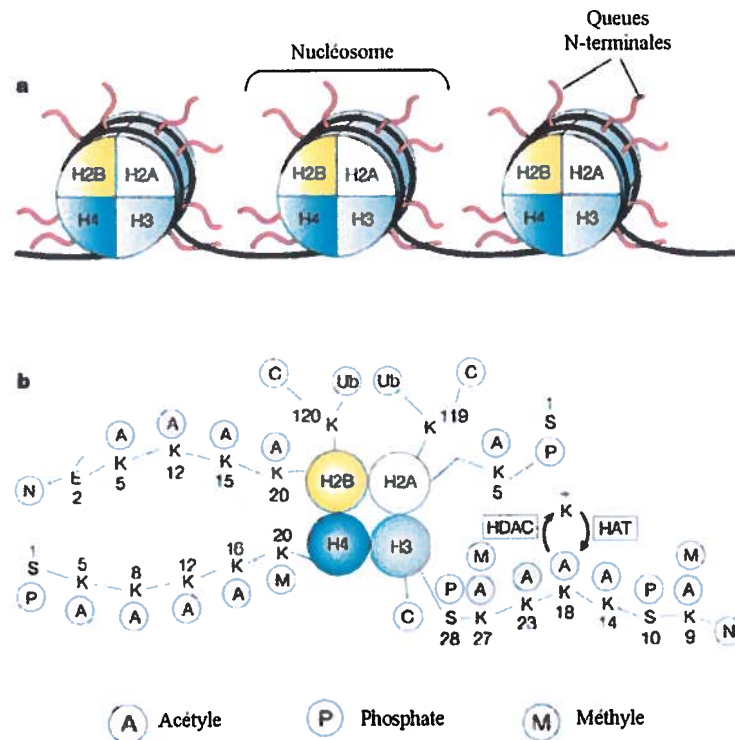 Queues
N-terminales
Nucléosome
a
H2B H2A H2B H2A H2B H2A
H4 H3 H4 H3 H4 H3
b
C Ub Ub C
120 K K 119
1
S
P
A A A A A
N E K K K K H2B H2A K
2 5 12 15 20 5
HDAC K HAT
1
S K K K K K H4 H3
5 8 12 16 20
P A A A A M
C
P M A A A A P M
A
S K K K K S K N
28 27 23 18 14 10 9
A Acétyle P Phosphate M Méthyle